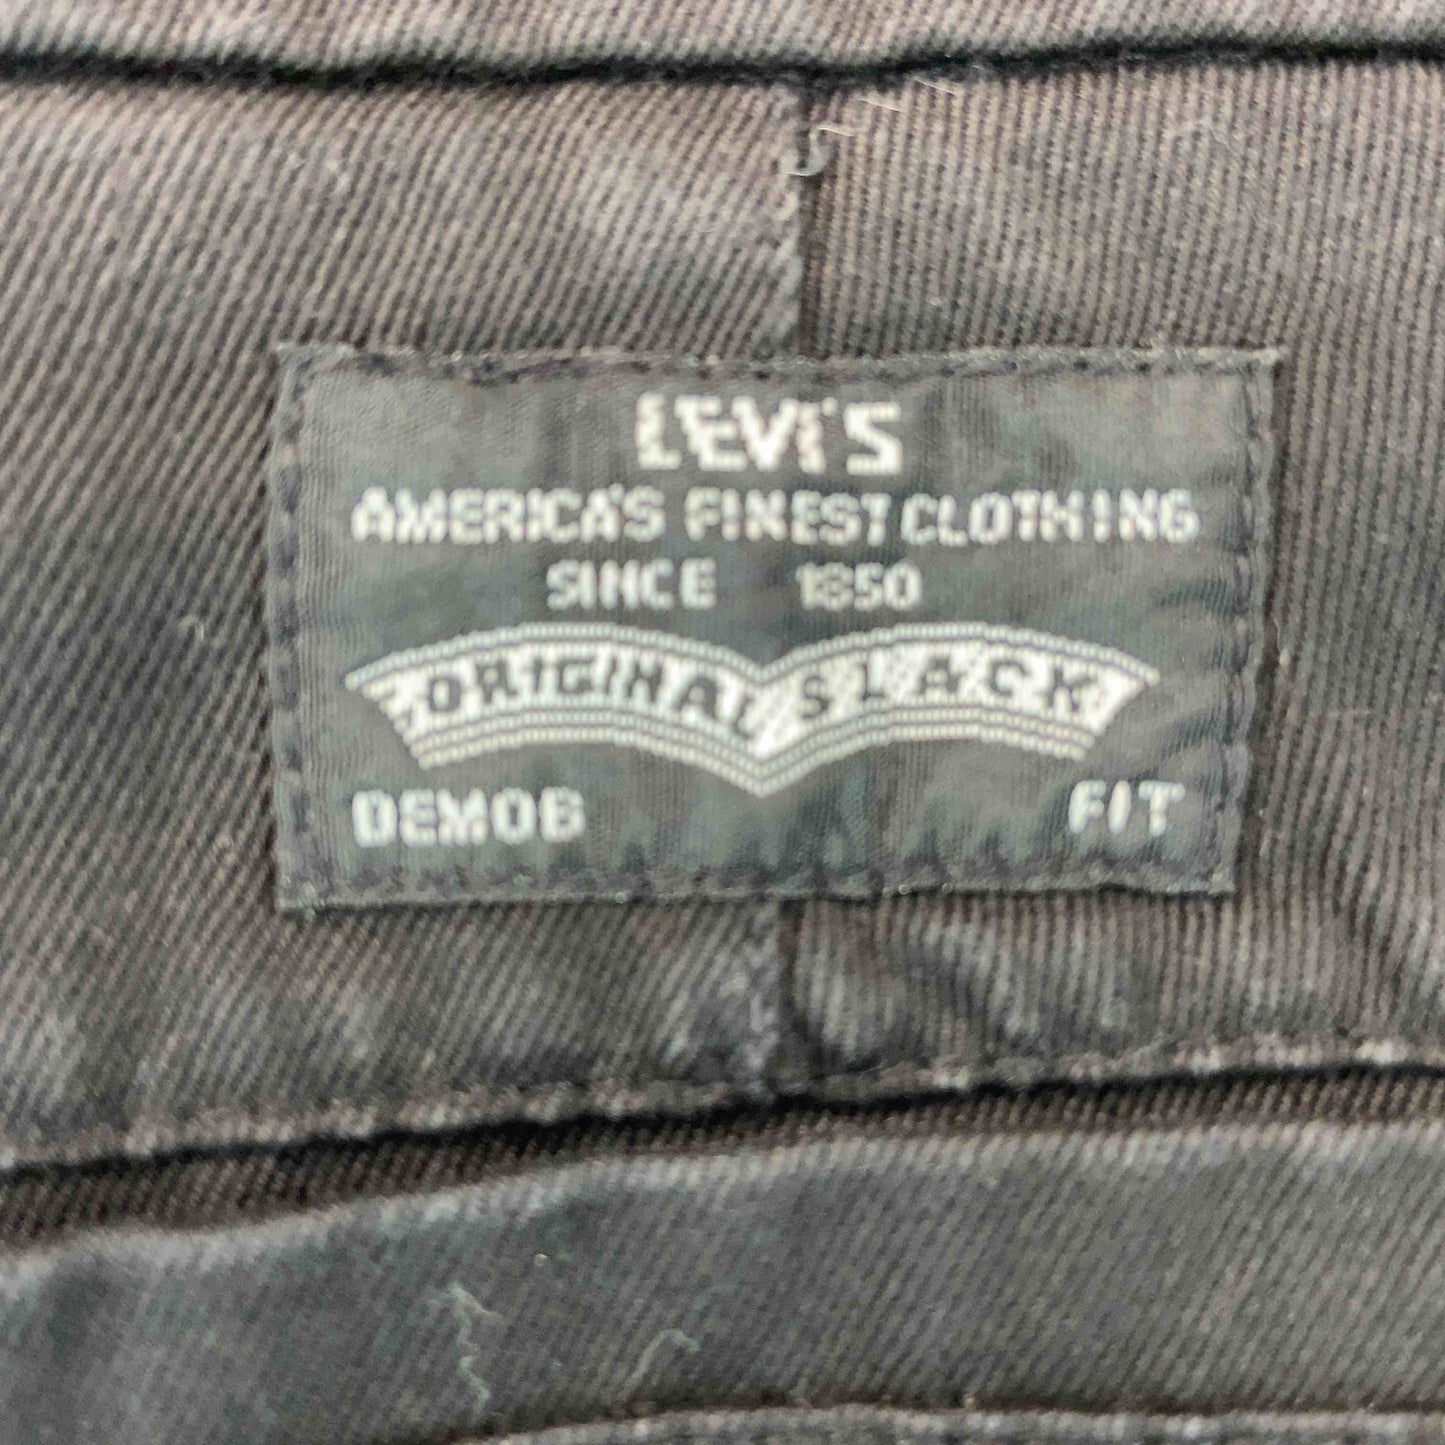 LEVI'S
AMERICA'S FINEST CLOTHING
SINCE 1850
ORIGINAL SLACK
DEMOB FIT